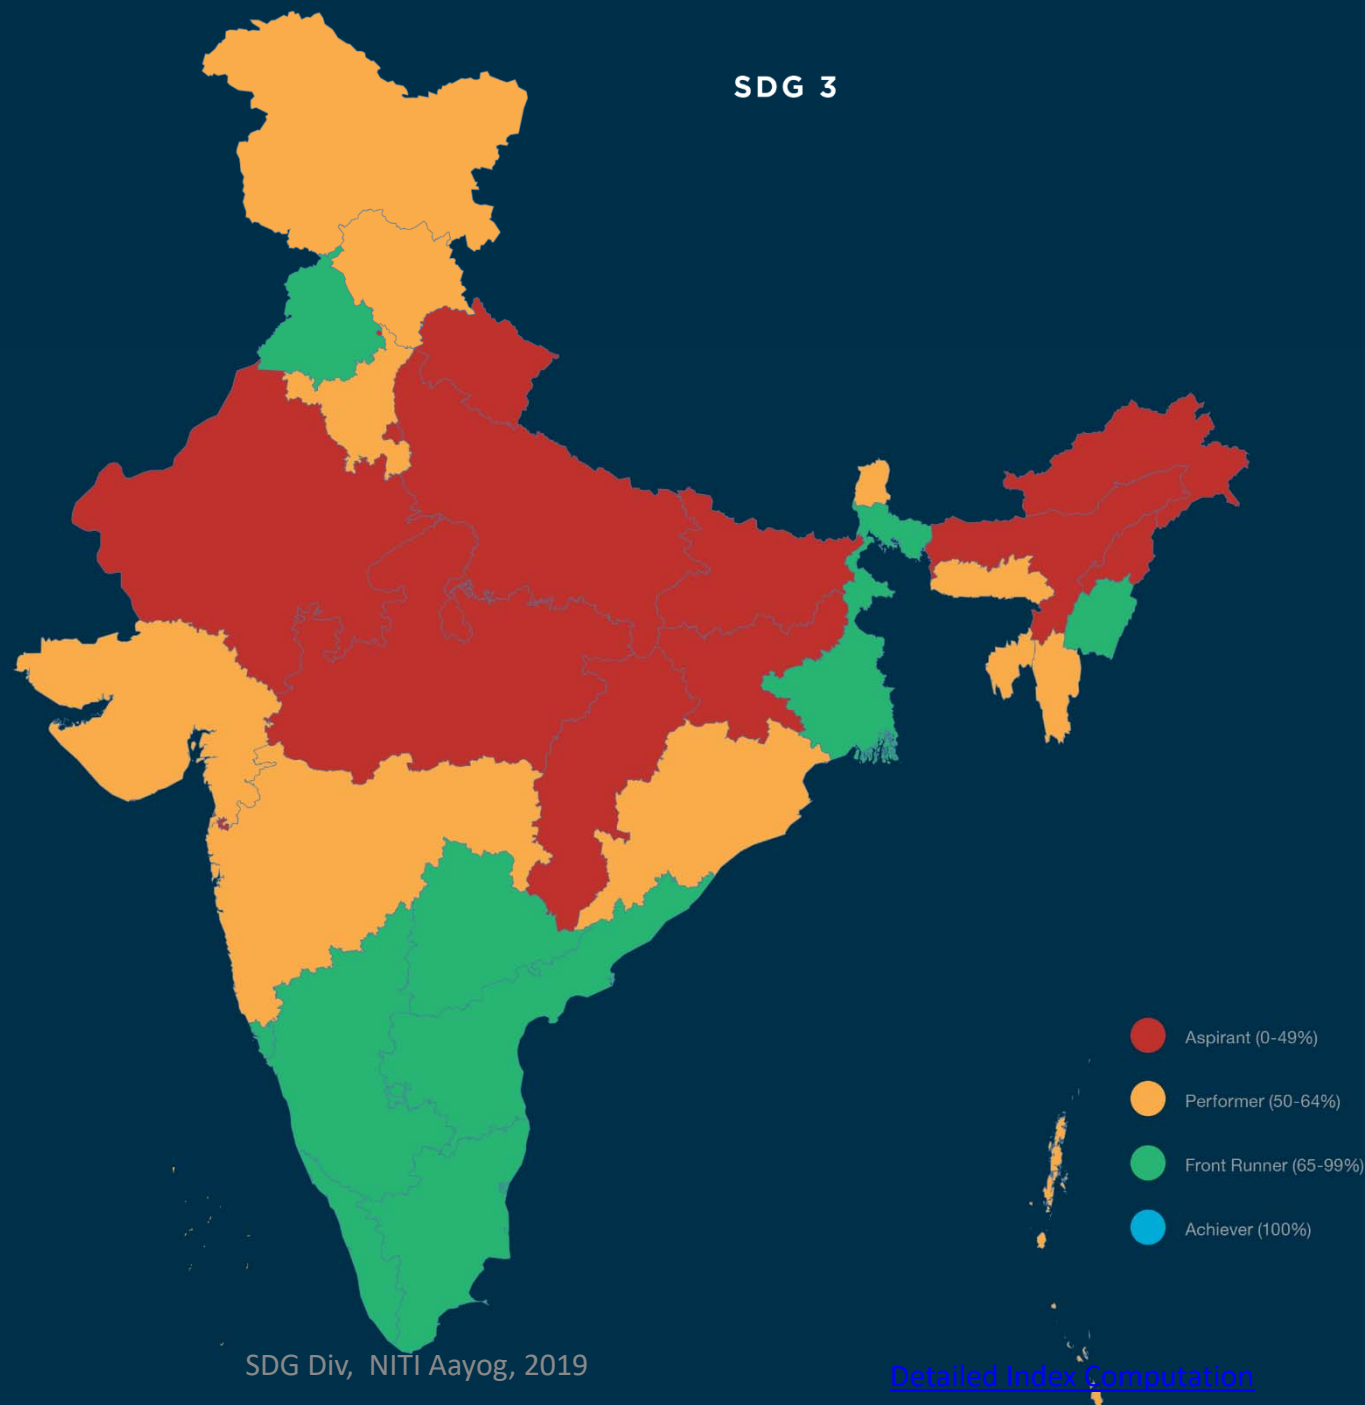 SDG 3
Aspirant (0-49%)
Performer (50-64%)
Front Runner (65-99%)
Achiever (100%)
SDG Div,  NITI Aayog, 2019
Detailed Index Computation